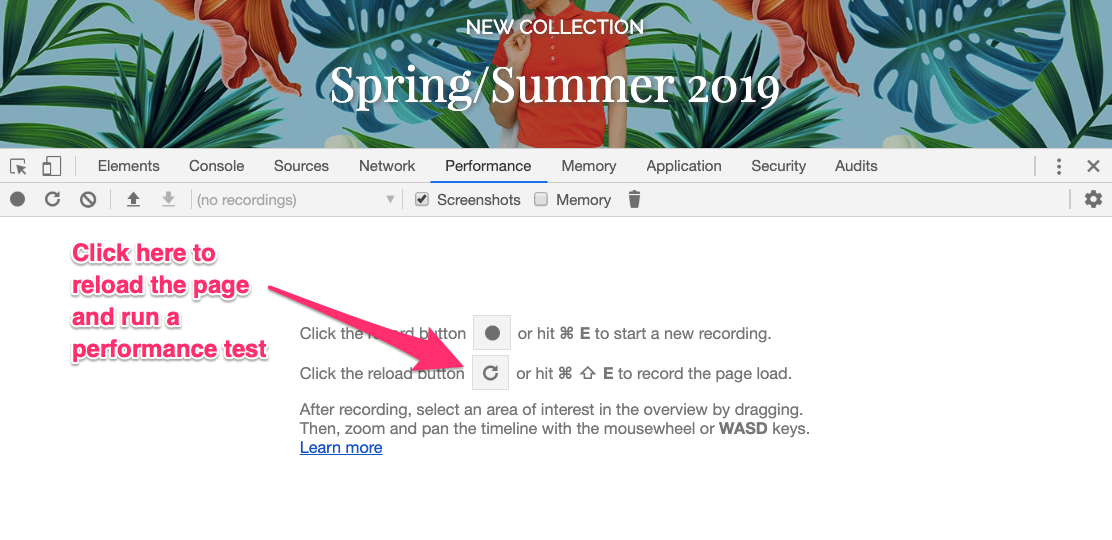 NEW COLLECTION
Spring/Summer 2019
Elements Console Sources Network Performance Memory Application Security Audits
(no recordings) Screenshots Memory
Click here to
reload the page
and run a
performance test
Click the record button or hit ⌘ E to start a new recording.
Click the reload button or hit ⌘ ⇧ E to record the page load.
After recording, select an area of interest in the overview by dragging.
Then, zoom and pan the timeline with the mousewheel or WASD keys.
Learn more